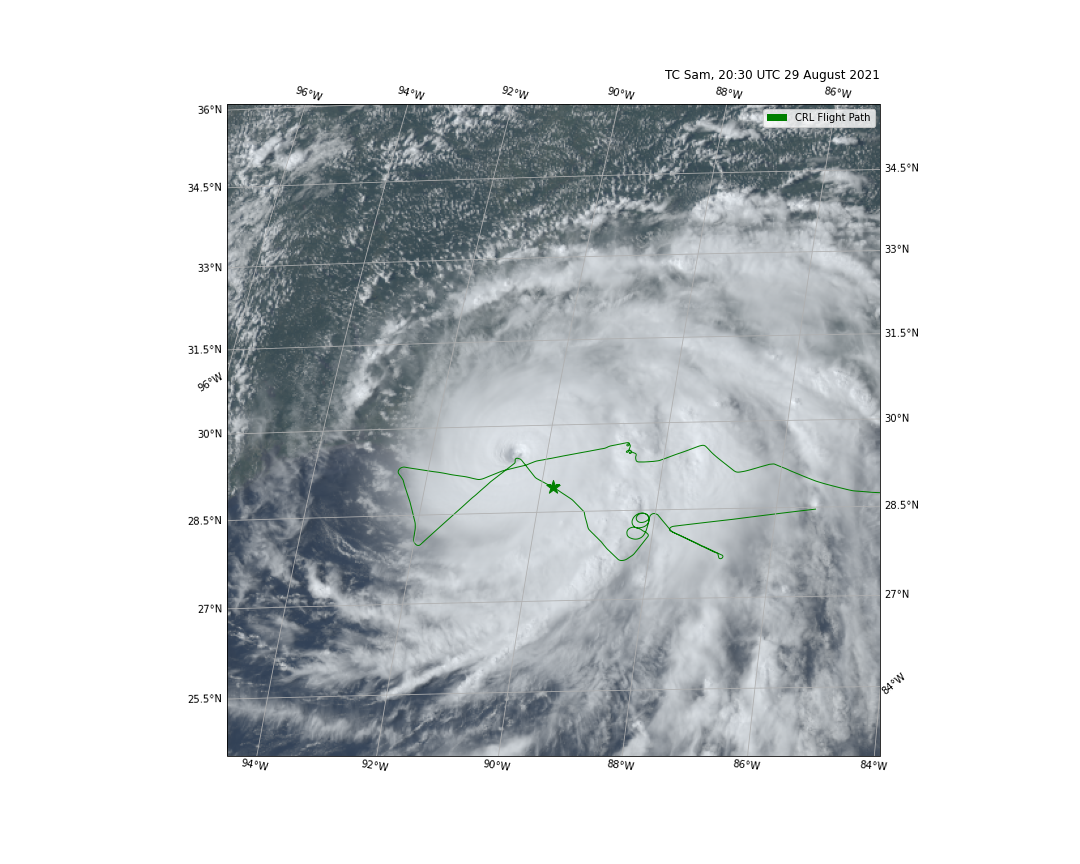 TC Sam, 20:30 UTC 29 August 2021
96°W 94°W 92°W 90°W 88°W 86°W
CRL Flight Path
36°N
34.5°N 34.5°N
33°N 33°N
31.5°N 31.5°N
96°W
30°N 30°N
28.5°N 28.5°N
27°N 27°N
84°W
25.5°N
94°W 92°W 90°W 88°W 86°W 84°W